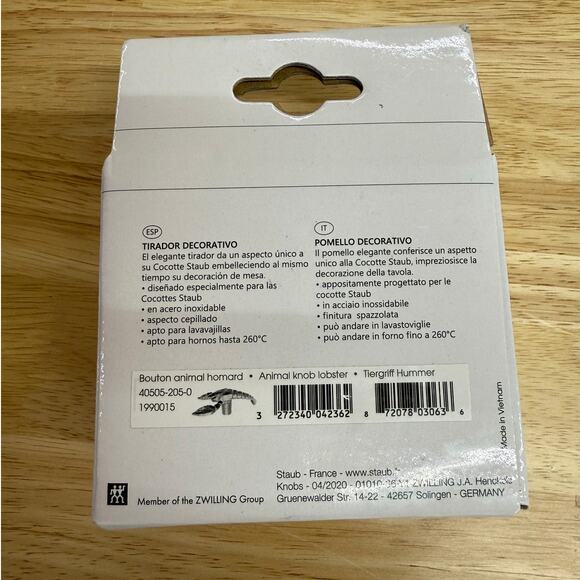 ESP
TIRADOR DECORATIVO
El elegante tirador da un aspecto único a
su Cocotte Staub embelleciendo al mismo
tiempo su decoración de mesa.
• diseñado especialmente para las
Cocottes Staub
• en acero inoxidable
• aspecto cepillado
• apto para lavavajillas
• apto para hornos hasta 260°C
IT
POMELLO DECORATIVO
Il pomello elegante conferisce un aspetto
unico alla Cocotte Staub, impreziosisce la
decorazione della tavola.
• appositamente progettato per le
cocotte Staub
• in acciaio inossidabile
• finitura spazzolata
• può andare in lavastoviglie
• può andare in forno fino a 260°C
Bouton animal homard • Animal knob lobster • Tiergriff Hummer
40505-205-0
1990015
3 272340 042362
8 72078 03063 6
Made in Vietnam
Staub - France - www.staub.
Knobs - 04/2020 - ZWILLING J.A. Henckels
Gruenewalder Str. 14-22 - 42657 Solingen - GERMANY
Member of the ZWILLING Group